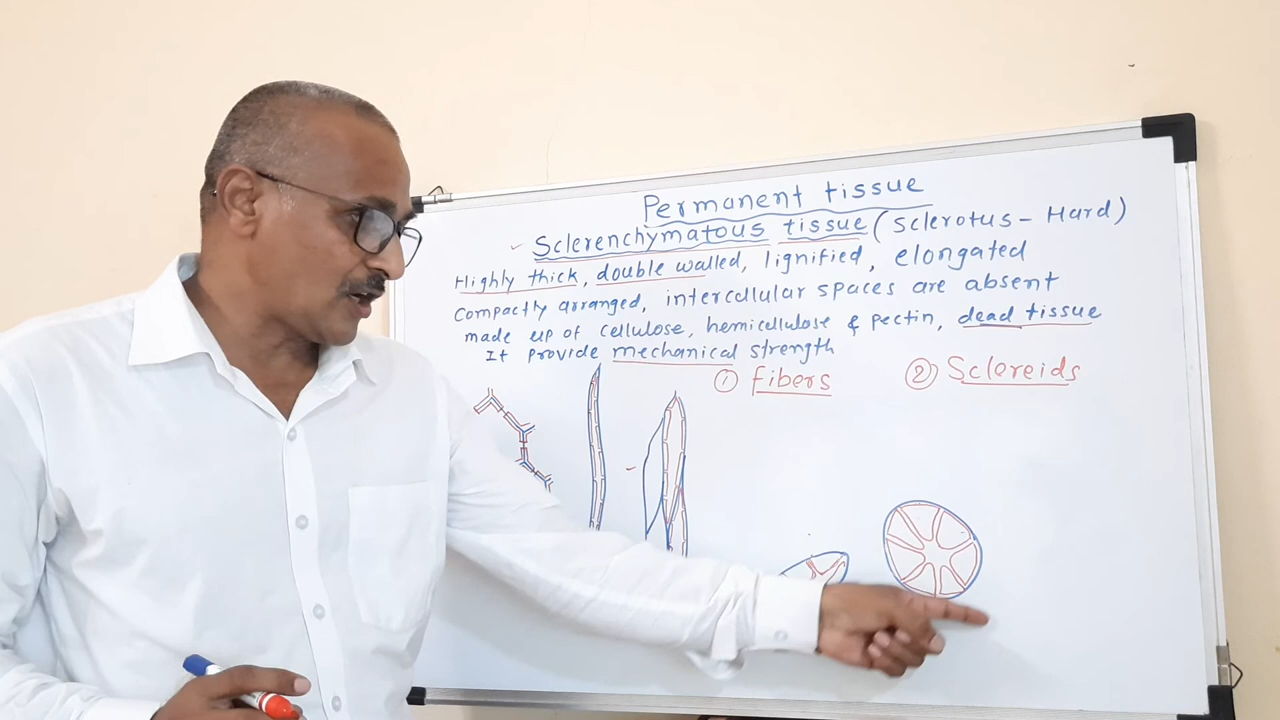 Permanent tissue
Sclerenchymatous tissue (Sclerotus - Hard)
Highly thick, double walled, lignified, elongated
Compactly arranged, intercellular spaces are absent
made up of cellulose, hemicellulose & pectin, dead tissue
It provide mechanical strength
① Fibers ② Sclereids